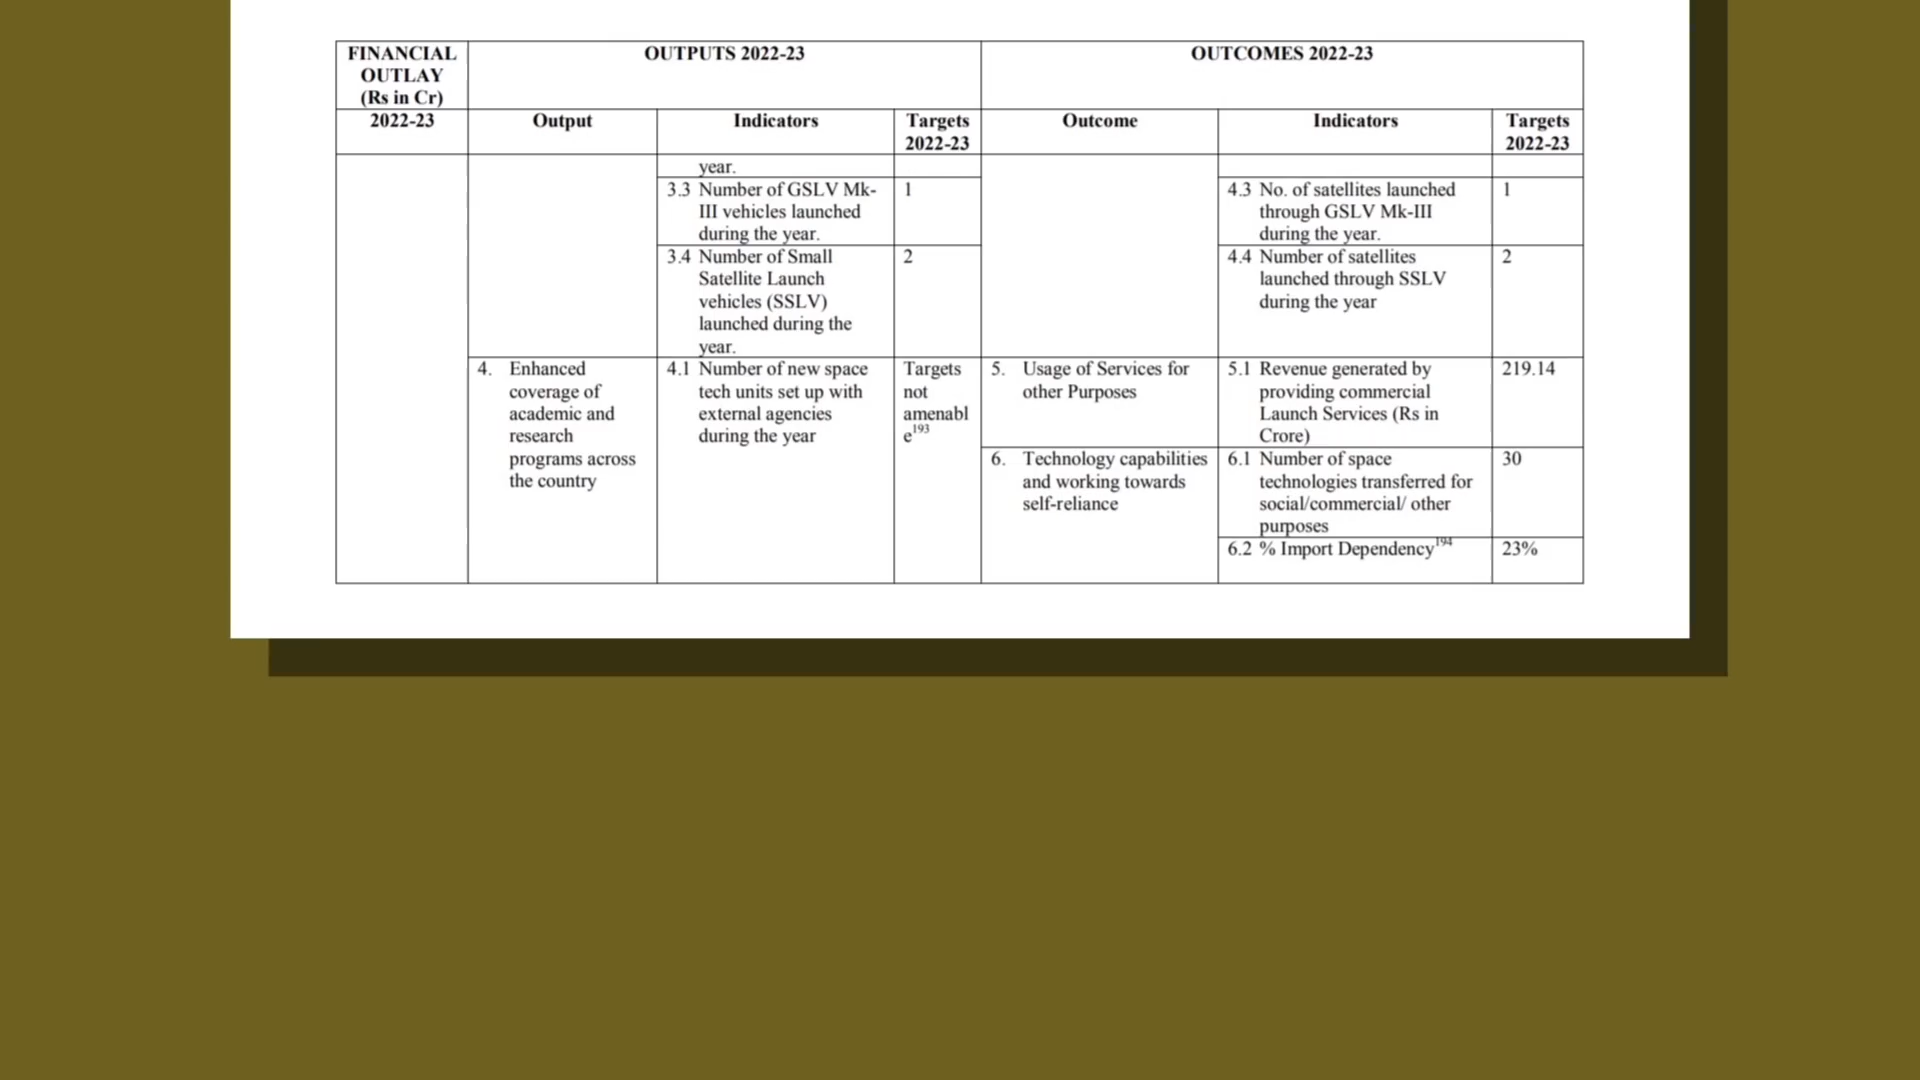 FINANCIAL
OUTLAY
(Rs in Cr)
OUTPUTS 2022-23
OUTCOMES 2022-23
2022-23
Output
Indicators
Targets
2022-23
Outcome
Indicators
Targets
2022-23
year.
3.3 Number of GSLV Mk-
III vehicles launched
during the year.
1
4.3 No. of satellites launched
through GSLV Mk-III
during the year.
1
3.4 Number of Small
Satellite Launch
vehicles (SSLV)
launched during the
year.
2
4.4 Number of satellites
launched through SSLV
during the year
2
4. Enhanced
coverage of
academic and
research
programs across
the country
4.1 Number of new space
tech units set up with
external agencies
during the year
Targets
not
amenabl
e193
5. Usage of Services for
other Purposes
5.1 Revenue generated by
providing commercial
Launch Services (Rs in
Crore)
219.14
6. Technology capabilities
and working towards
self-reliance
6.1 Number of space
technologies transferred for
social/commercial/ other
purposes
30
6.2 % Import Dependency194
23%